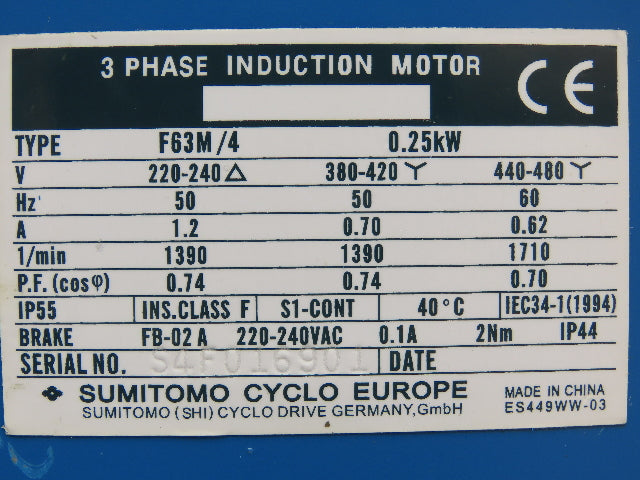 3 PHASE INDUCTION MOTOR
CE
TYPE F63M/4 0.25kW
V 220-240 △ 380-420 Y 440-480 Y
Hz 50 50 60
A 1.2 0.70 0.62
1/min 1390 1390 1710
P.F. (cosφ) 0.74 0.74 0.70
IP55 INS.CLASS F S1-CONT 40°C IEC34-1(1994)
BRAKE FB-02A 220-240VAC 0.1A 2Nm IP44
SERIAL NO. S4F016901 DATE
SUMITOMO CYCLO EUROPE
SUMITOMO (SHI) CYCLO DRIVE GERMANY,GmbH
MADE IN CHINA
ES449WW-03